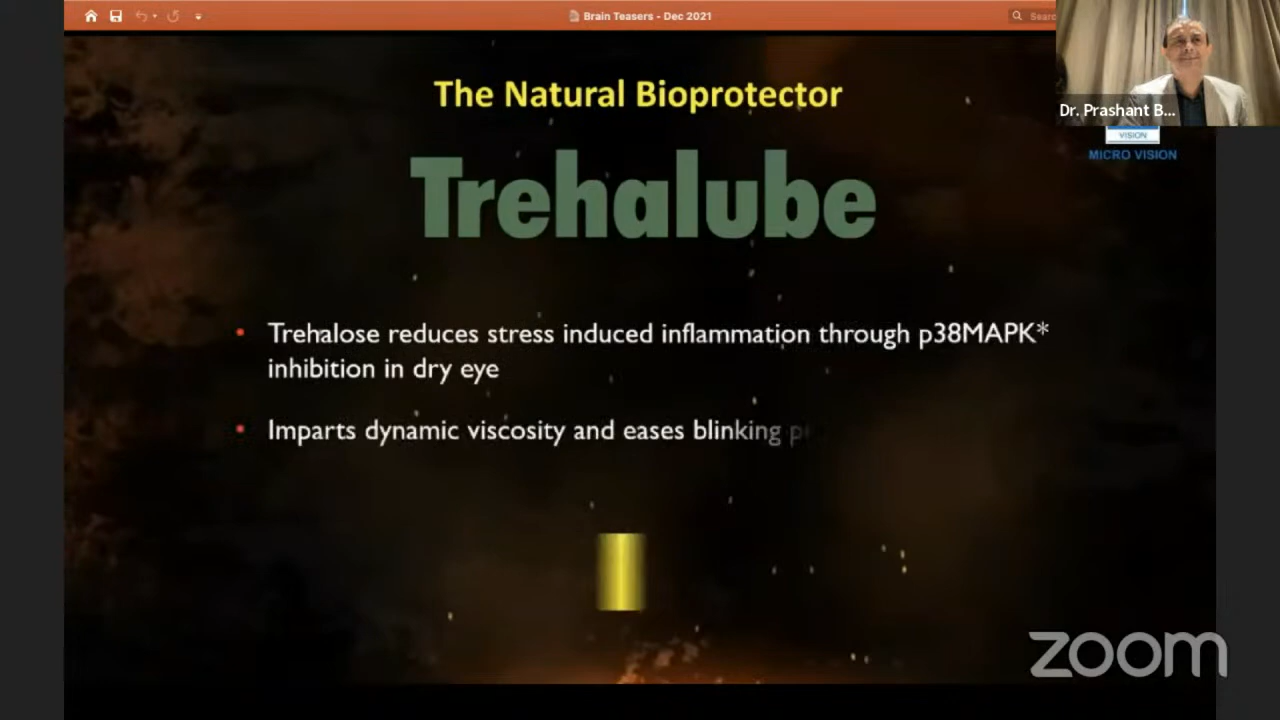 Brain Teasers - Dec 2021
Searc
Dr. Prashant B...
VISION
MICRO VISION
The Natural Bioprotector
Trehalube
• Trehalose reduces stress induced inflammation through p38MAPK*
inhibition in dry eye
• Imparts dynamic viscosity and eases blinking
zoom